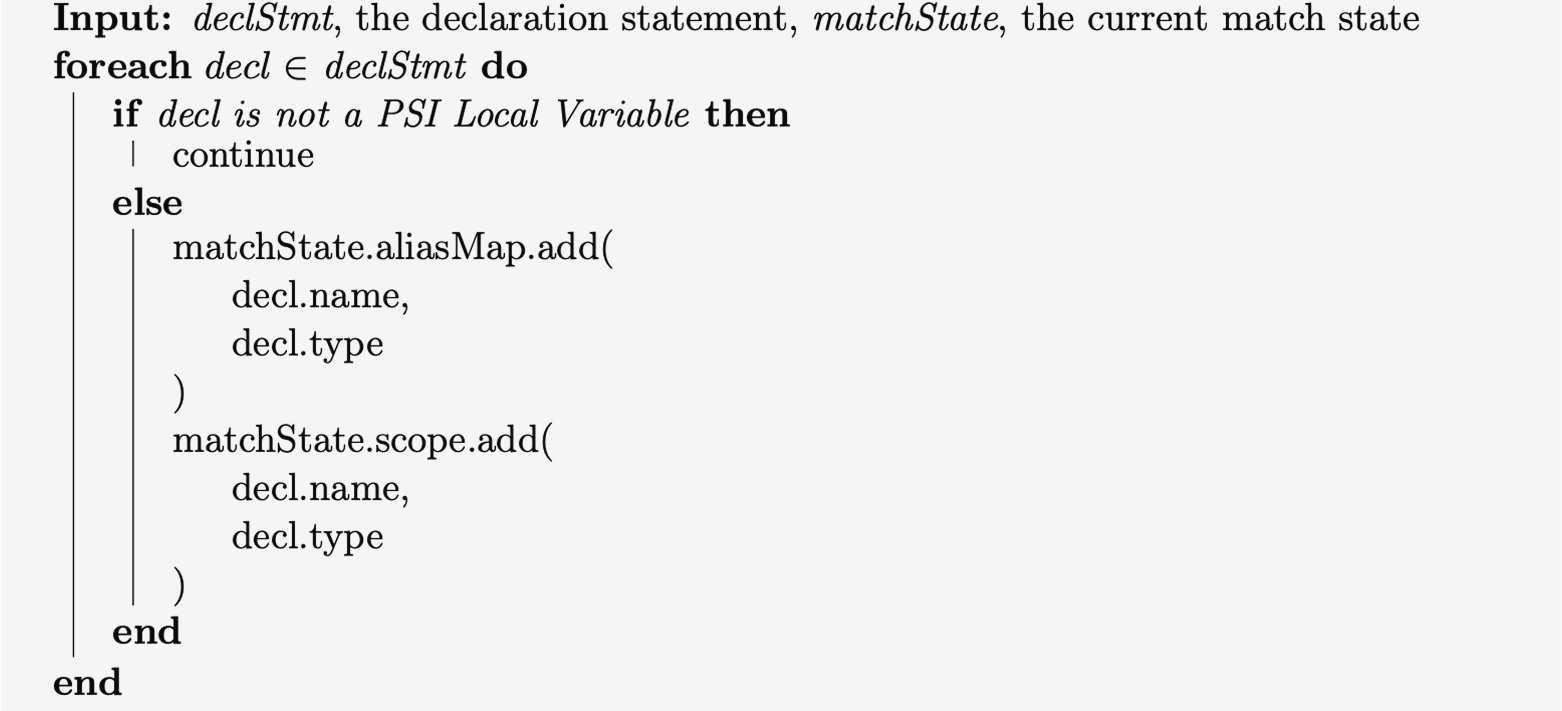 Input: declStmt, the declaration statement, matchState, the current match state
foreach decl ∈ declStmt do
if decl is not a PSI Local Variable then
continue
else
matchState.aliasMap.add(
decl.name,
decl.type
)
matchState.scope.add(
decl.name,
decl.type
)
end
end